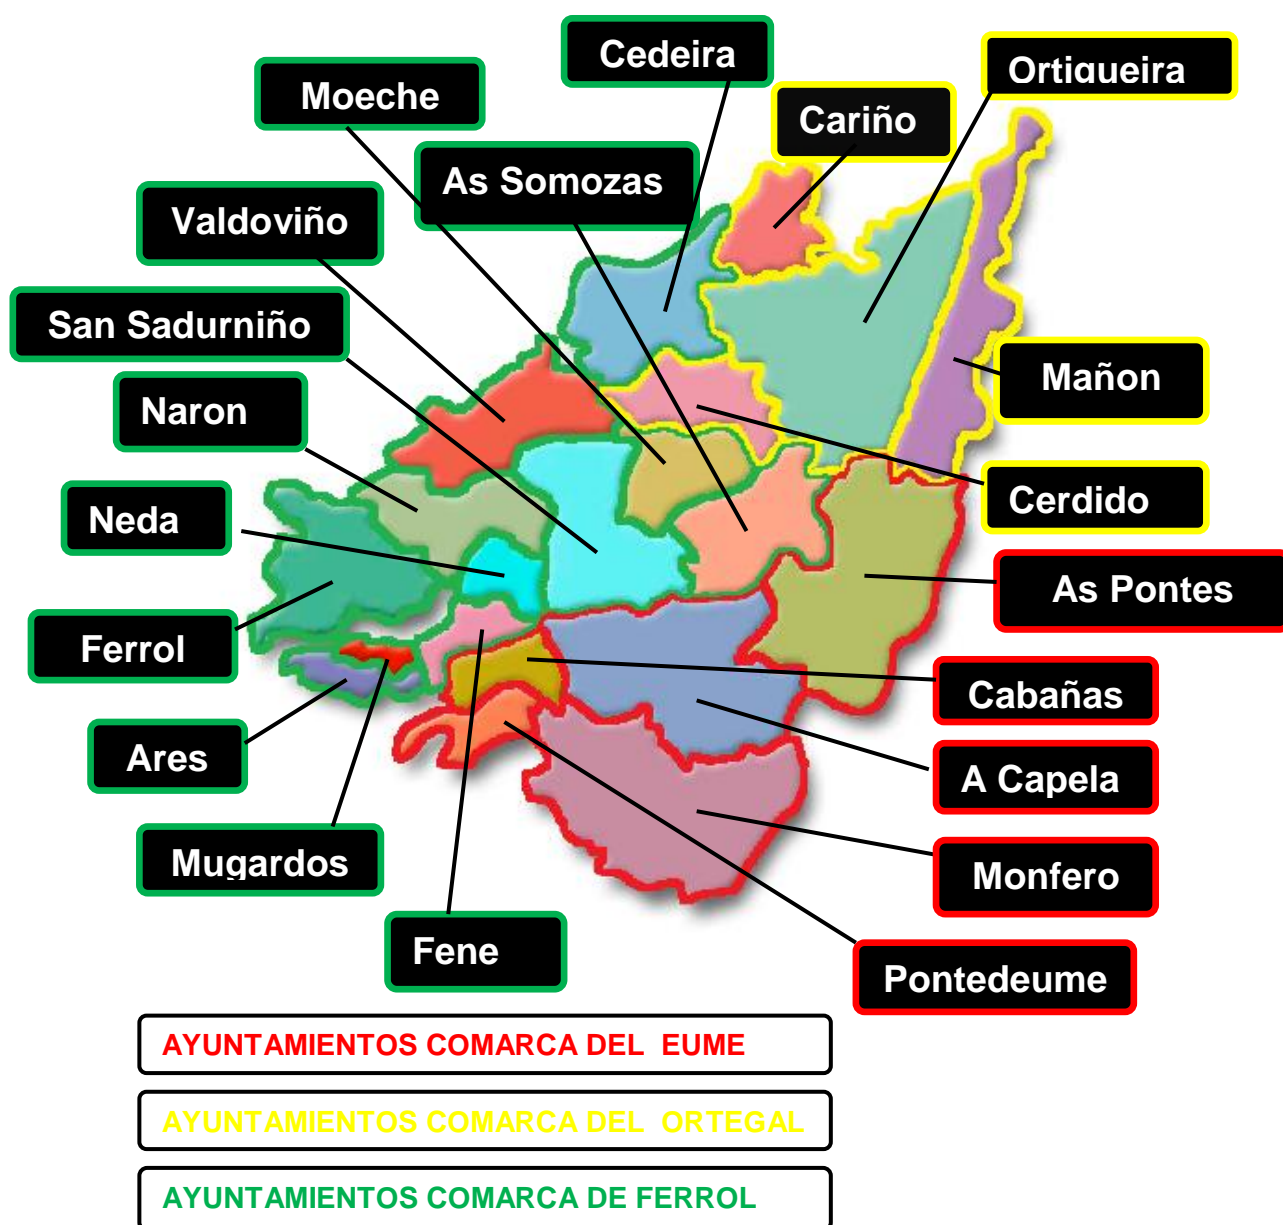 Cedeira
Ortigueira
Moeche
Cariño
As Somozas
Valdoviño
San Sadurniño
Mañon
Naron
Cerdido
Neda
As Pontes
Ferrol
Cabañas
Ares
A Capela
Mugardos
Monfero
Fene
Pontedeume
AYUNTAMIENTOS COMARCA DEL EUME
AYUNTAMIENTOS COMARCA DEL ORTEGAL
AYUNTAMIENTOS COMARCA DE FERROL